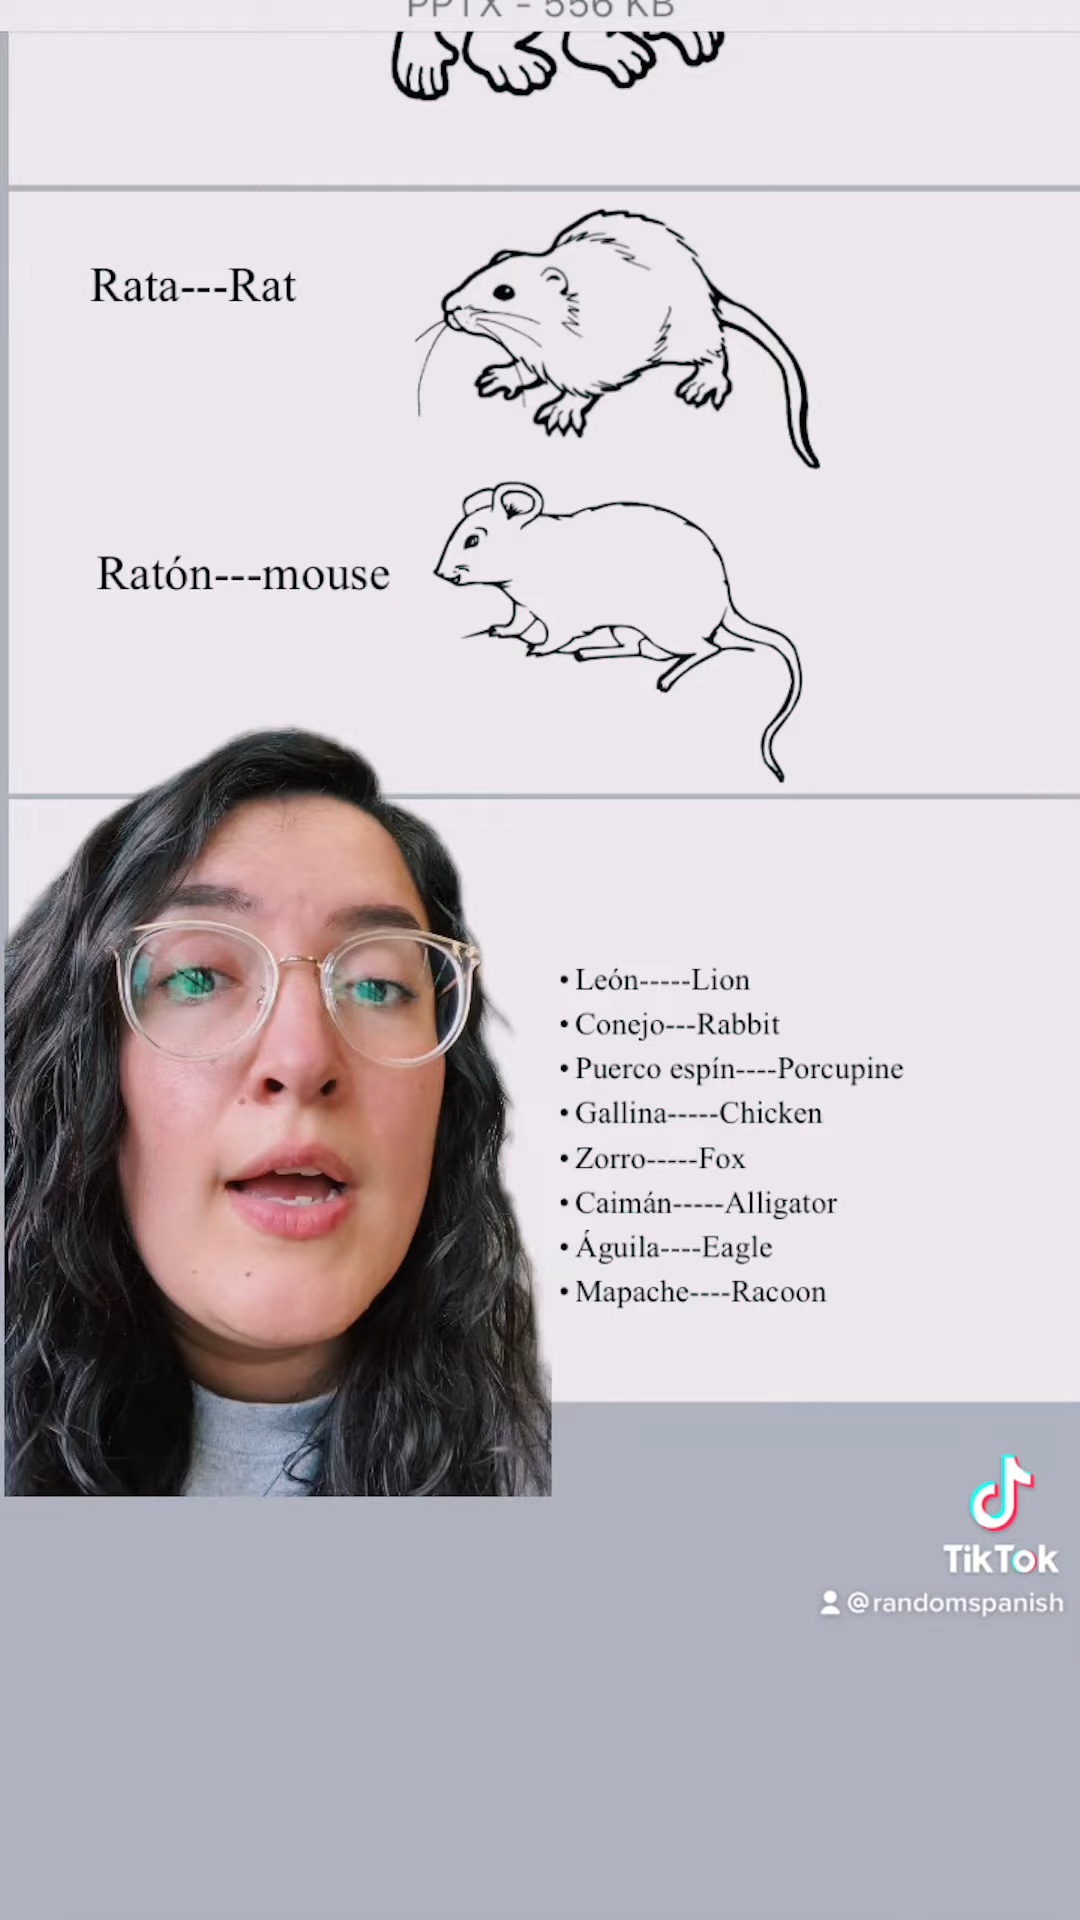 PPTX - 556 KB
Rata---Rat
Ratón---mouse
• León-----Lion
• Conejo---Rabbit
• Puerco espín----Porcupine
• Gallina-----Chicken
• Zorro-----Fox
• Caimán-----Alligator
• Águila----Eagle
• Mapache----Racoon
TikTok
@randomspanish